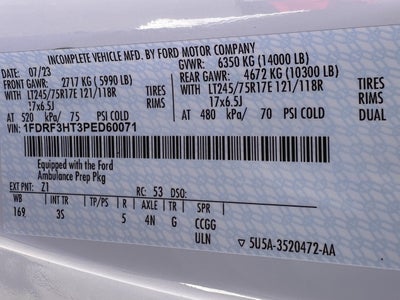 INCOMPLETE VEHICLE MFD. BY FORD MOTOR COMPANY
07/23 GVWR: 6350 KG (14000 LB)
FRONT GAWR: 2717 KG (5990 LB) REAR GAWR: 4672 KG (10300 LB)
WITH LT245/75R17E 121/118R TIRES WITH LT245/75R17E 121/118R TIRES
17x6.5J RIMS 17x6.5J RIMS
AT 520 kPa/ 75 PSI COLD AT 480 kPa/ 70 PSI COLD DUAL
VIN: 1FDRF3HT3PED60071
Equipped with the Ford
Ambulance Prep Pkg
EXT PNT: Z1 RC: 53 DSO:
WB INT TR TP/PS R AXLE TR SPR
169 3S 5 4N G CCGG
ULN ▽ 5U5A-3520472-AA